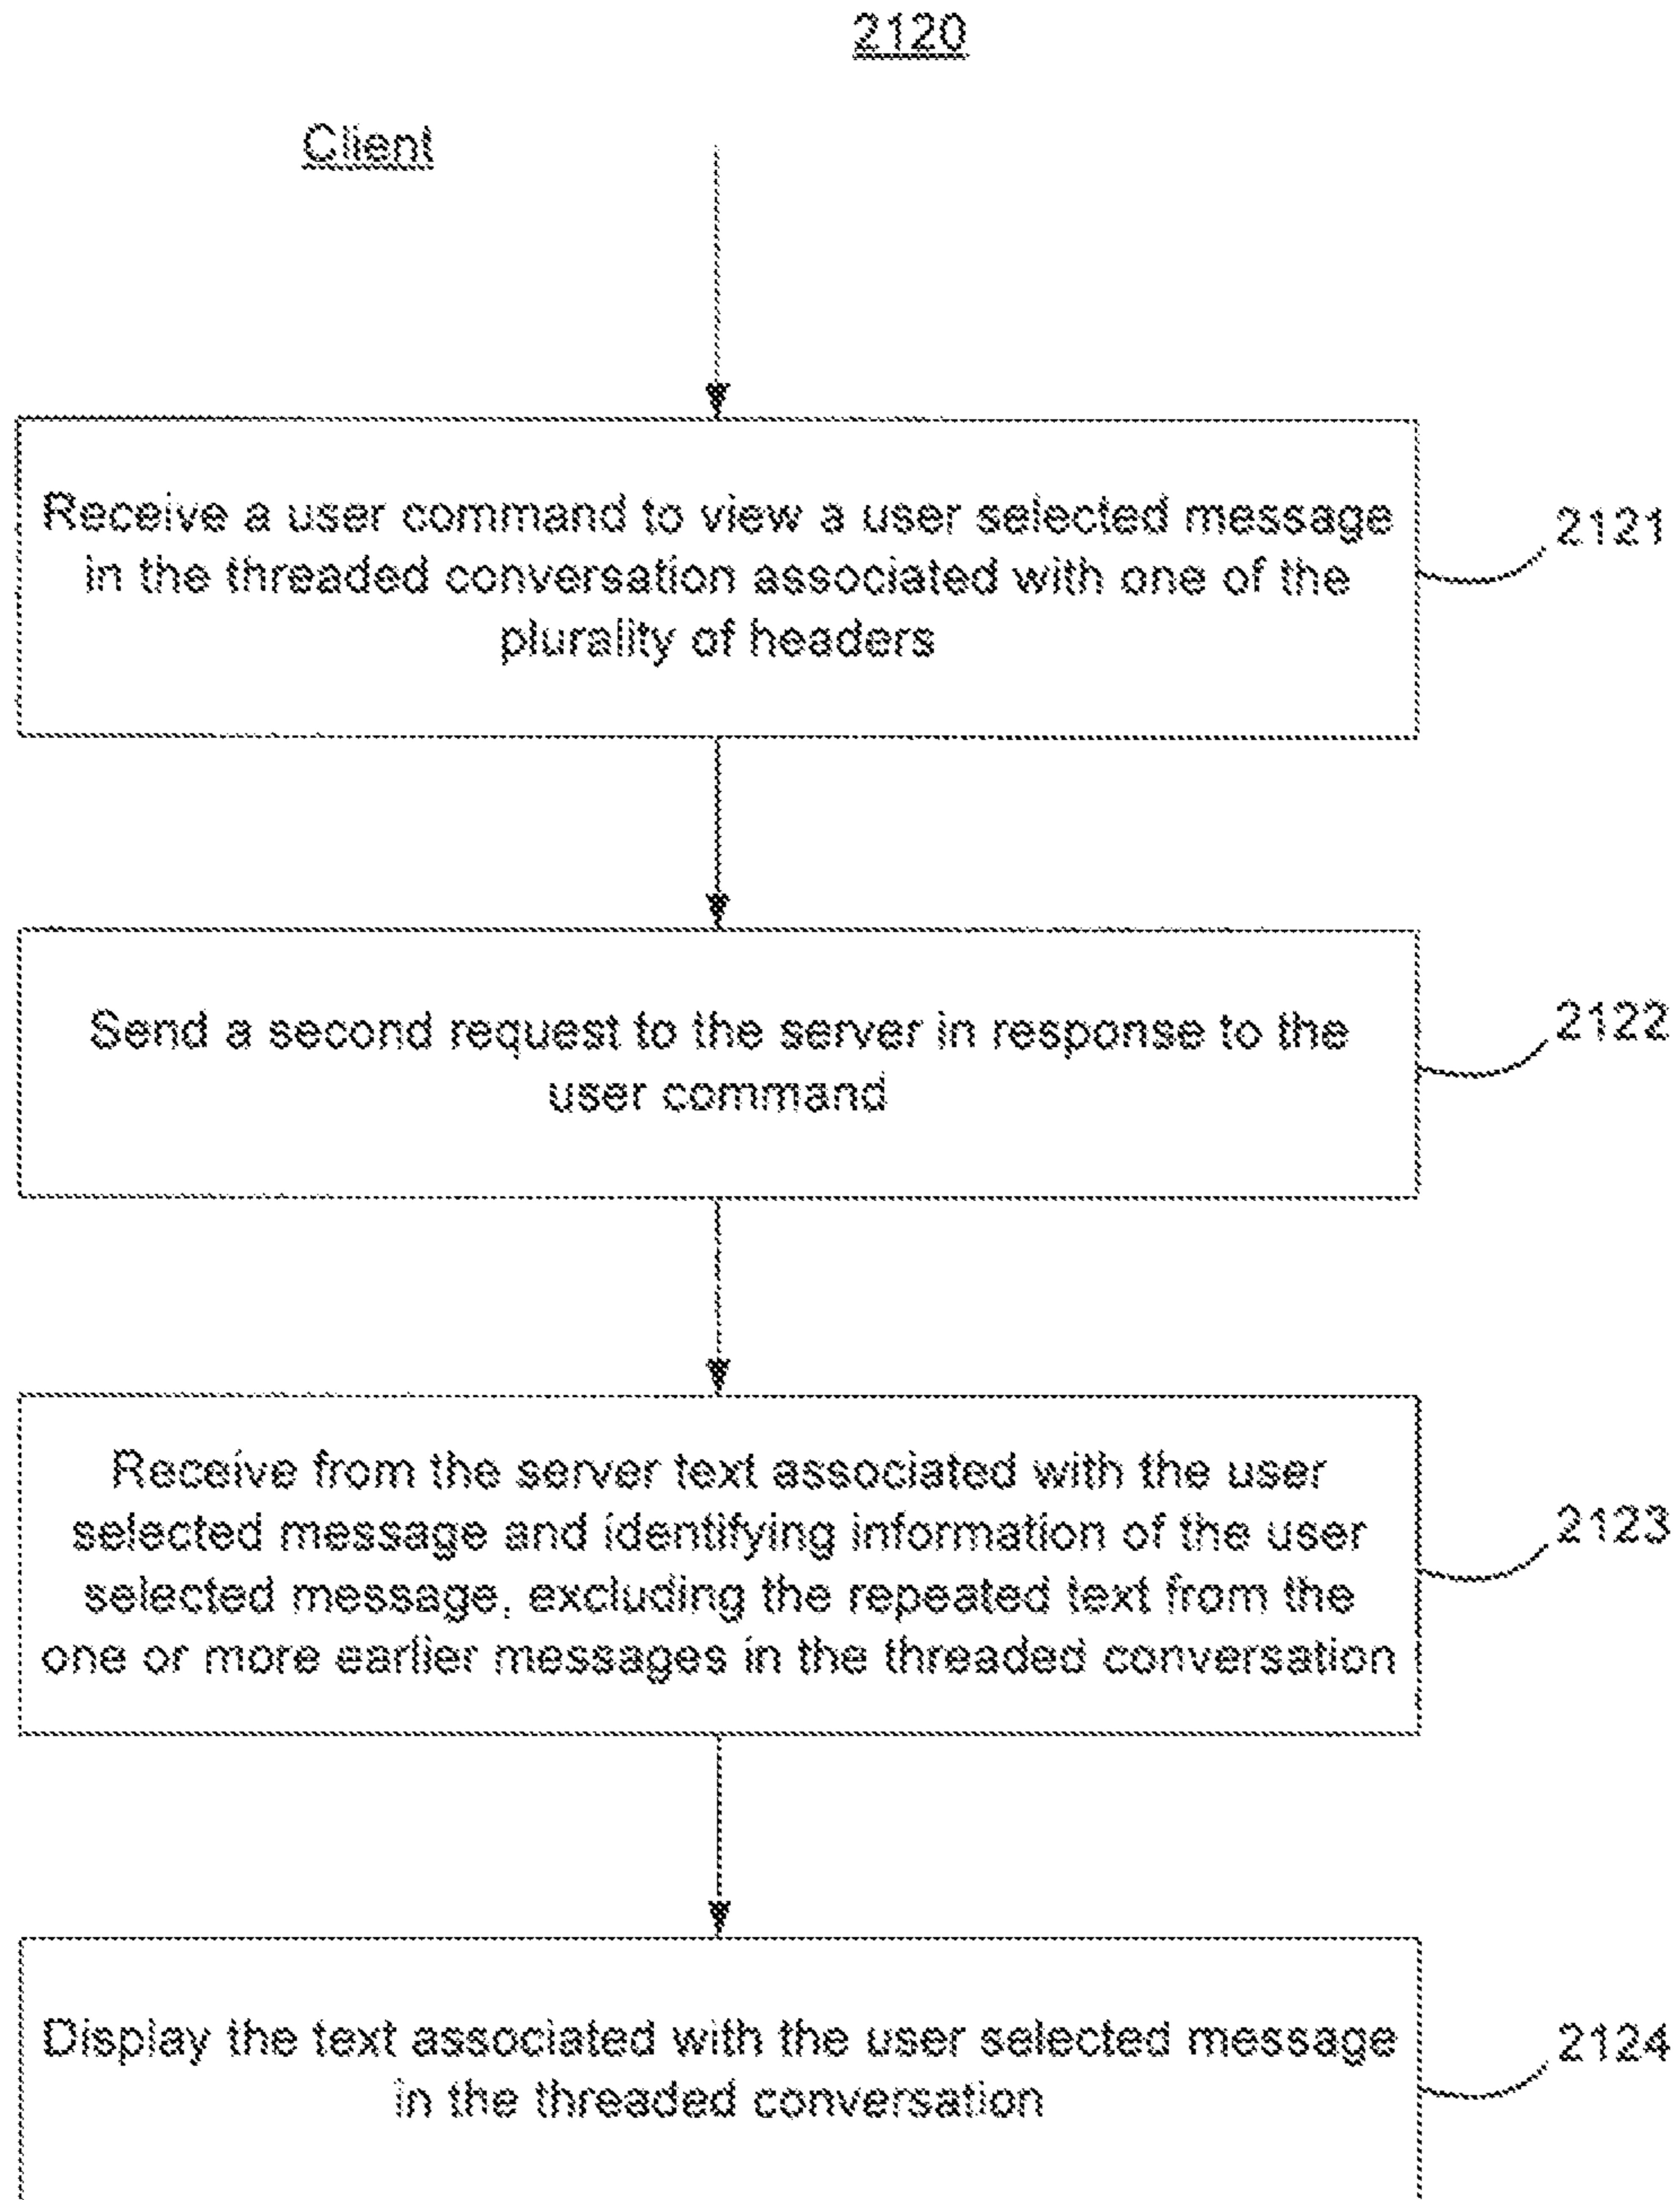 2120
Client
Receive a user command to view a user selected message
in the threaded conversation associated with one of the
plurality of headers
2121
Send a second request to the server in response to the
user command
2122
Receive from the server text associated with the user
selected message and identifying information of the user
selected message, excluding the repeated text from the
one or more earlier messages in the threaded conversation
2123
Display the text associated with the user selected message
in the threaded conversation
2124